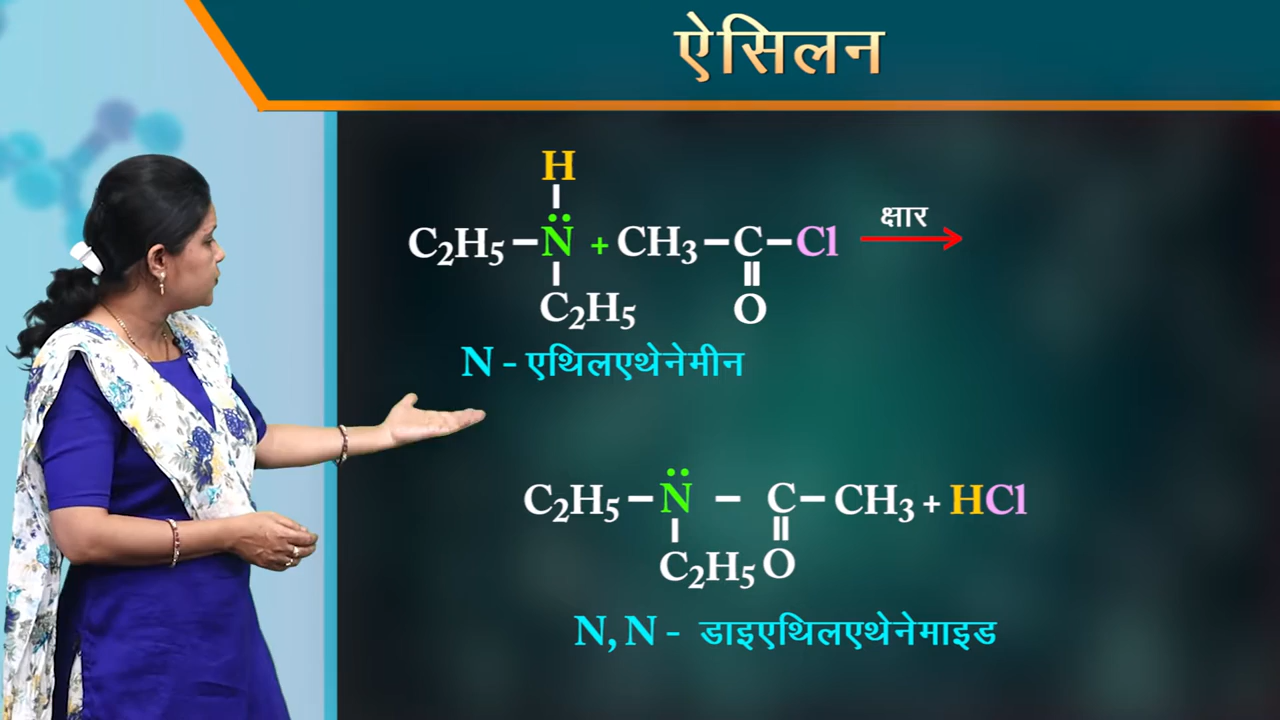 ऐसिलन
H
C₂H₅ – N̈ + CH₃ – C – Cl क्षार
C₂H₅ O
N - एथिलएथेनेमीन
C₂H₅ – N̈ – C – CH₃ + HCl
C₂H₅ O
N, N - डाइएथिलएथेनेमाइड